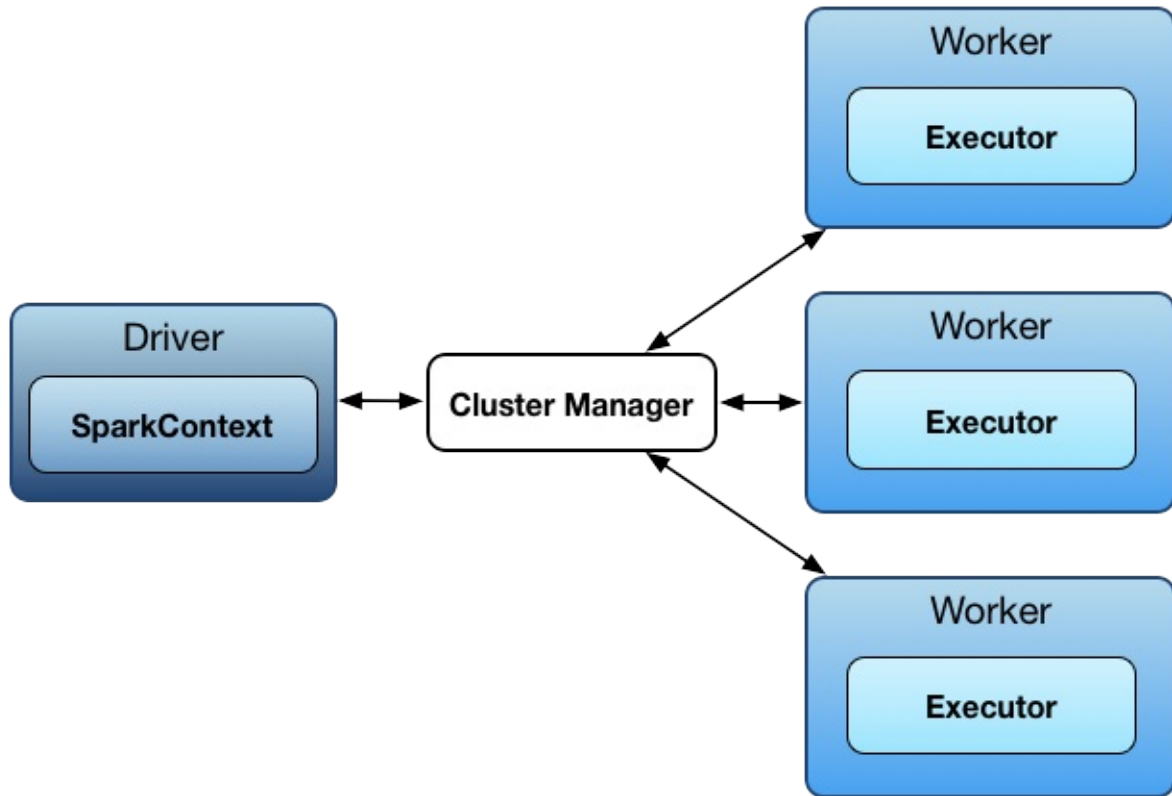 Worker
Executor
Driver
SparkContext
Cluster Manager
Worker
Executor
Worker
Executor